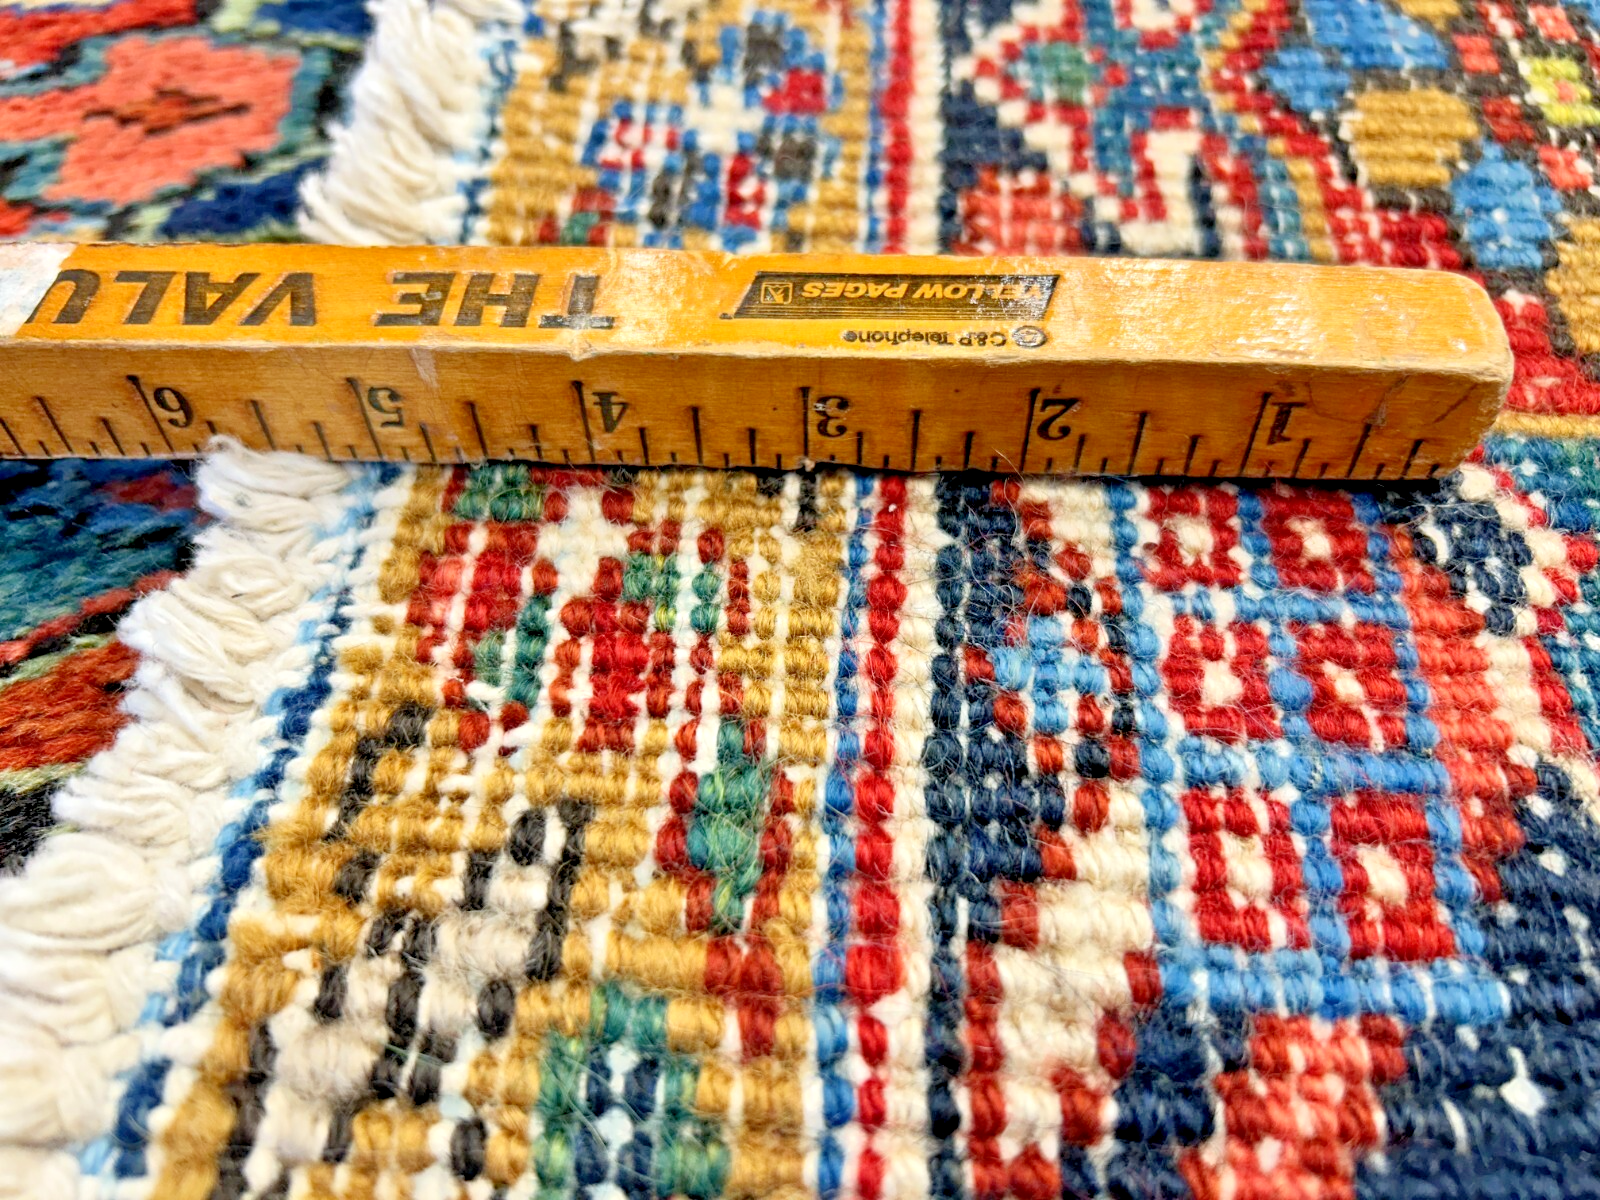 THE VALU
YELLOW PAGES
C&P Telephone
1 2 3 4 5 6